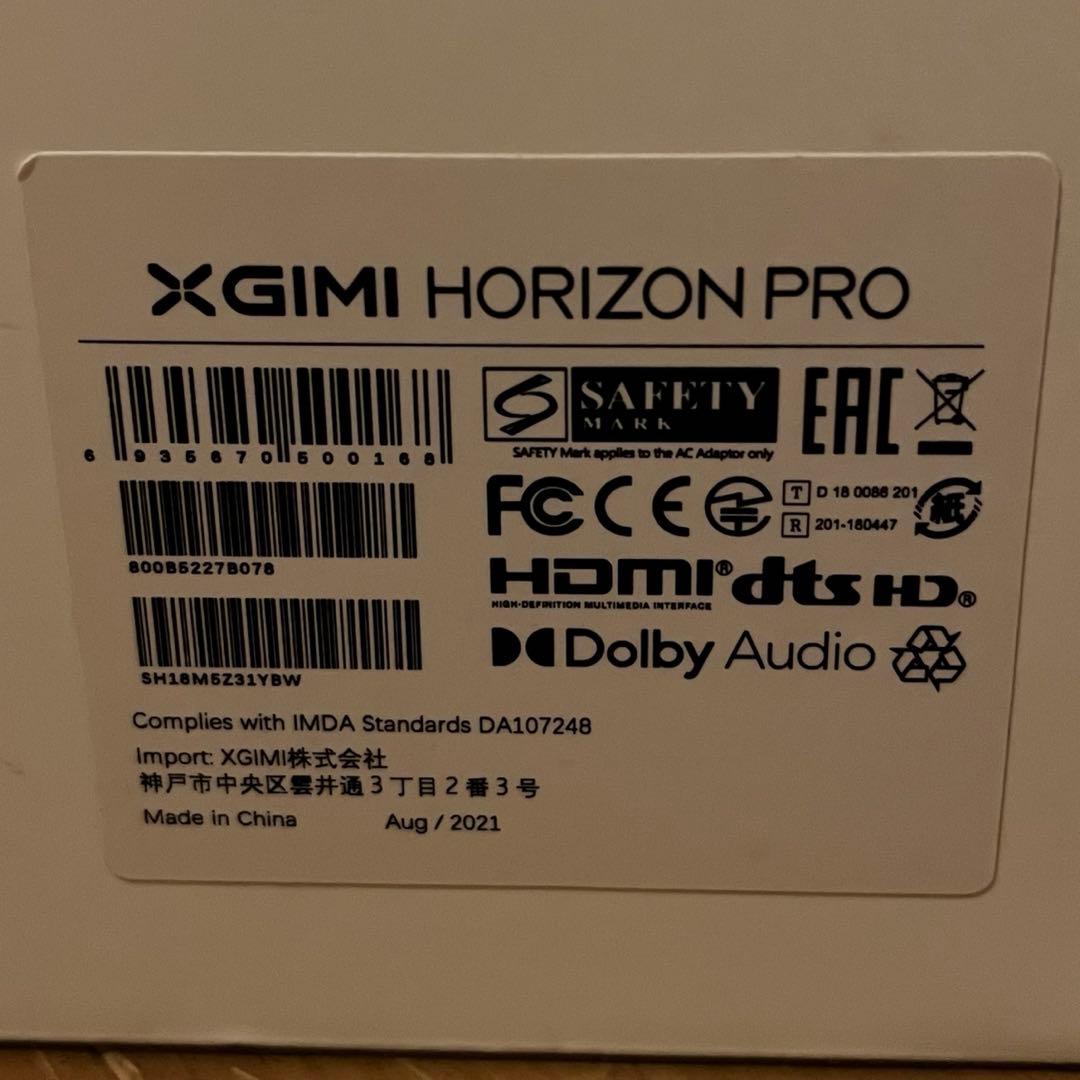 XGIMI HORIZON PRO
6 935670 500168
800B5227B078
SH18M5Z31YBW
SAFETY
MARK
SAFETY Mark applies to the AC Adaptor only
EAC
FC CE
T D 18 0086 201
R 201-180447
紙
HDMI®
HIGH-DEFINITION MULTIMEDIA INTERFACE
dts HD®
Dolby Audio
Complies with IMDA Standards DA107248
Import: XGIMI株式会社
神戸市中央区雲井通3丁目2番3号
Made in China Aug / 2021